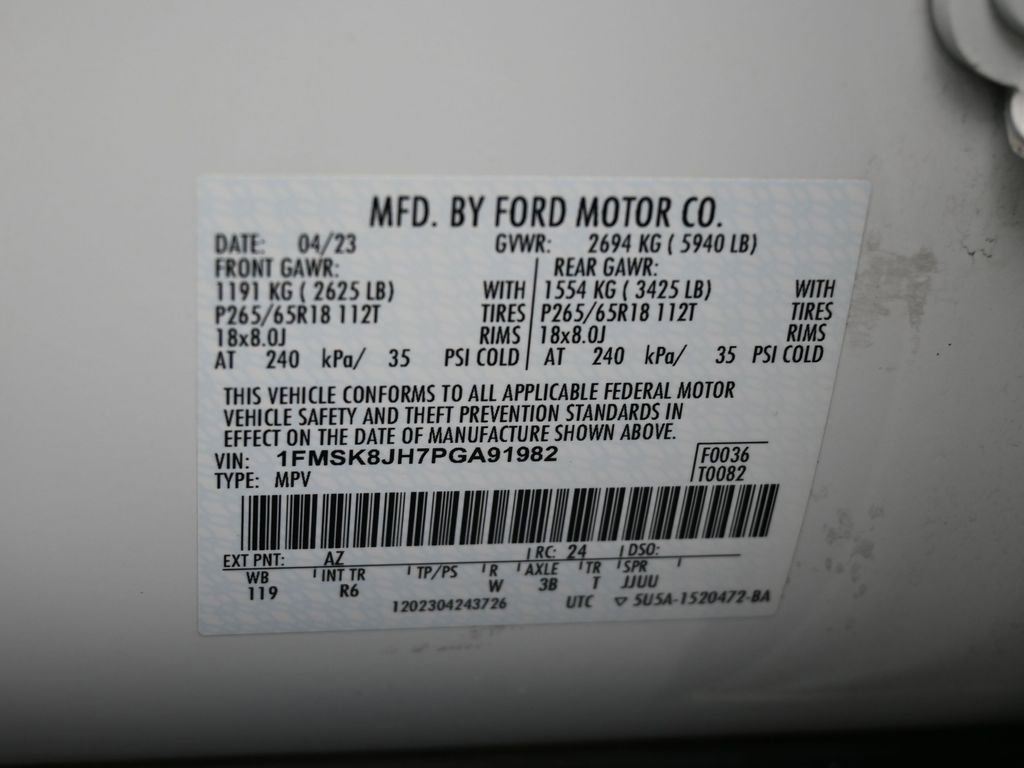 MFD. BY FORD MOTOR CO.
DATE: 04/23 GVWR: 2694 KG ( 5940 LB)
FRONT GAWR: REAR GAWR:
1191 KG ( 2625 LB) WITH 1554 KG ( 3425 LB) WITH
P265/65R18 112T TIRES P265/65R18 112T TIRES
18x8.0J RIMS 18x8.0J RIMS
AT 240 kPa/ 35 PSI COLD AT 240 kPa/ 35 PSI COLD
THIS VEHICLE CONFORMS TO ALL APPLICABLE FEDERAL MOTOR
VEHICLE SAFETY AND THEFT PREVENTION STANDARDS IN
EFFECT ON THE DATE OF MANUFACTURE SHOWN ABOVE.
VIN: 1FMSK8JH7PGA91982 F0036
TYPE: MPV T0082
EXT PNT: AZ RC: 24 DSO:
WB INT TR TP/PS R AXLE TR SPR
119 R6 W 3B T JJUU
1202304243726 UTC ▽ 5U5A-1520472-BA